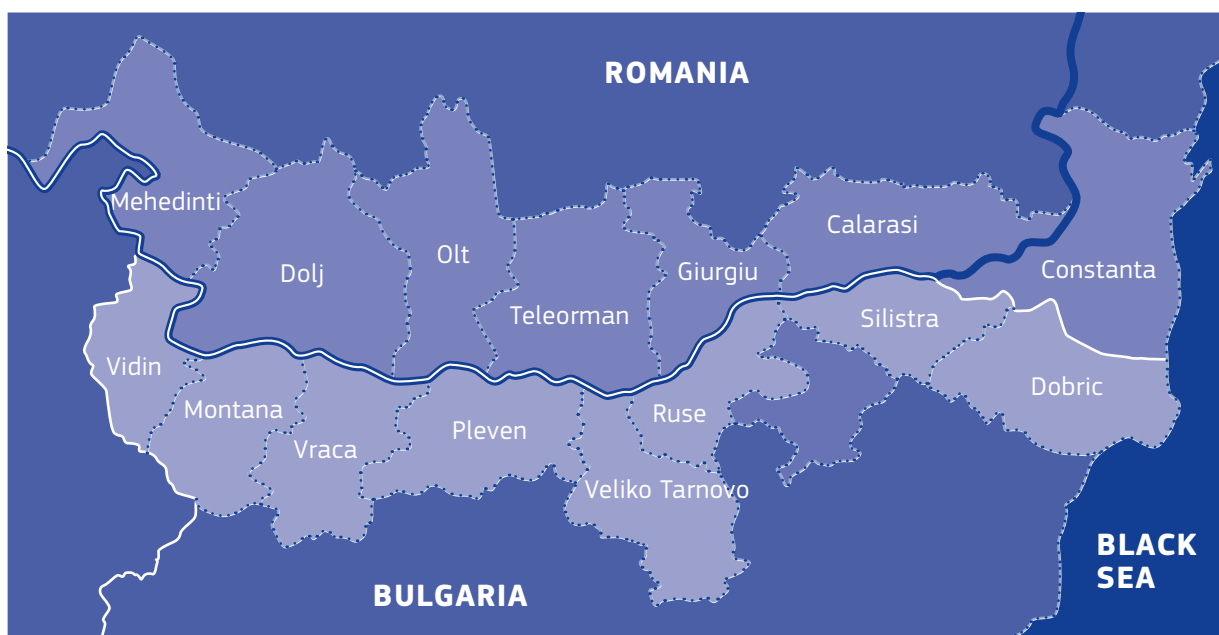 ROMANIA
Mehedinti
Dolj
Olt
Teleorman
Giurgiu
Calarasi
Constanta
Vidin
Montana
Vraca
Pleven
Ruse
Veliko Tarnovo
Silistra
Dobric
BULGARIA
BLACK
SEA